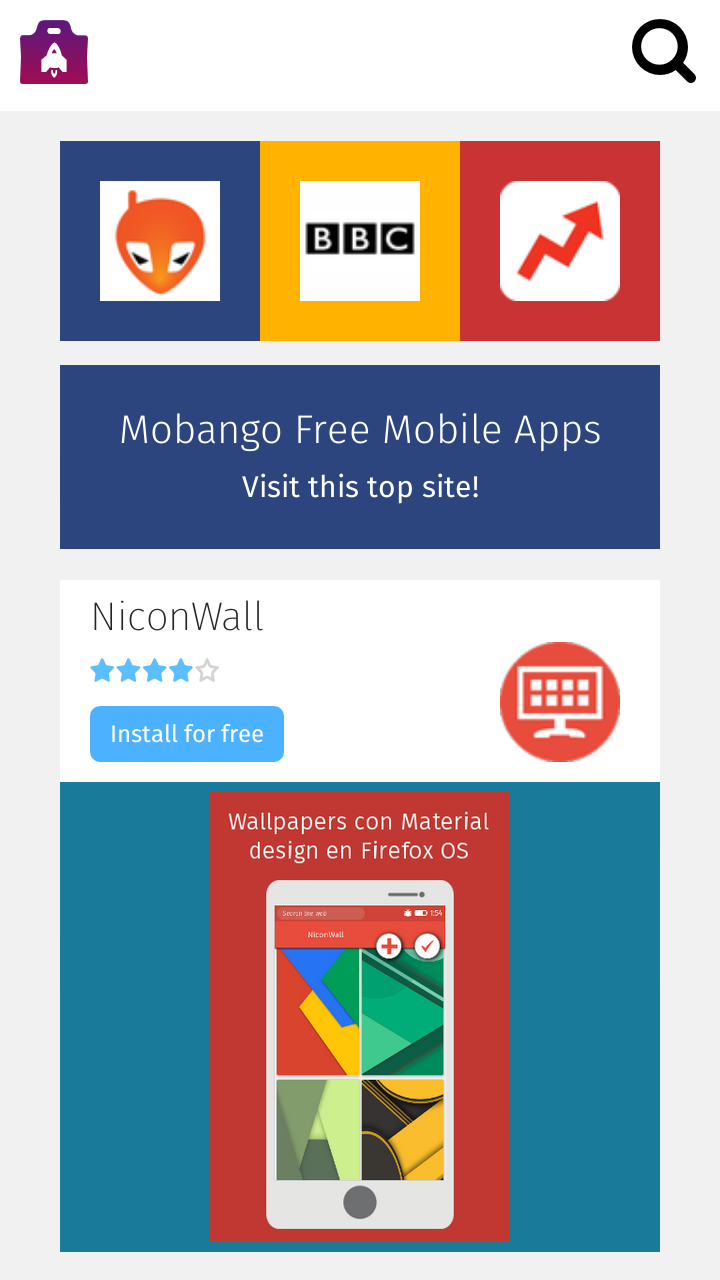 BBC
Mobango Free Mobile Apps
Visit this top site!
NiconWall
Install for free
Wallpapers con Material
design en Firefox OS
Search the web
1:54
NiconWall